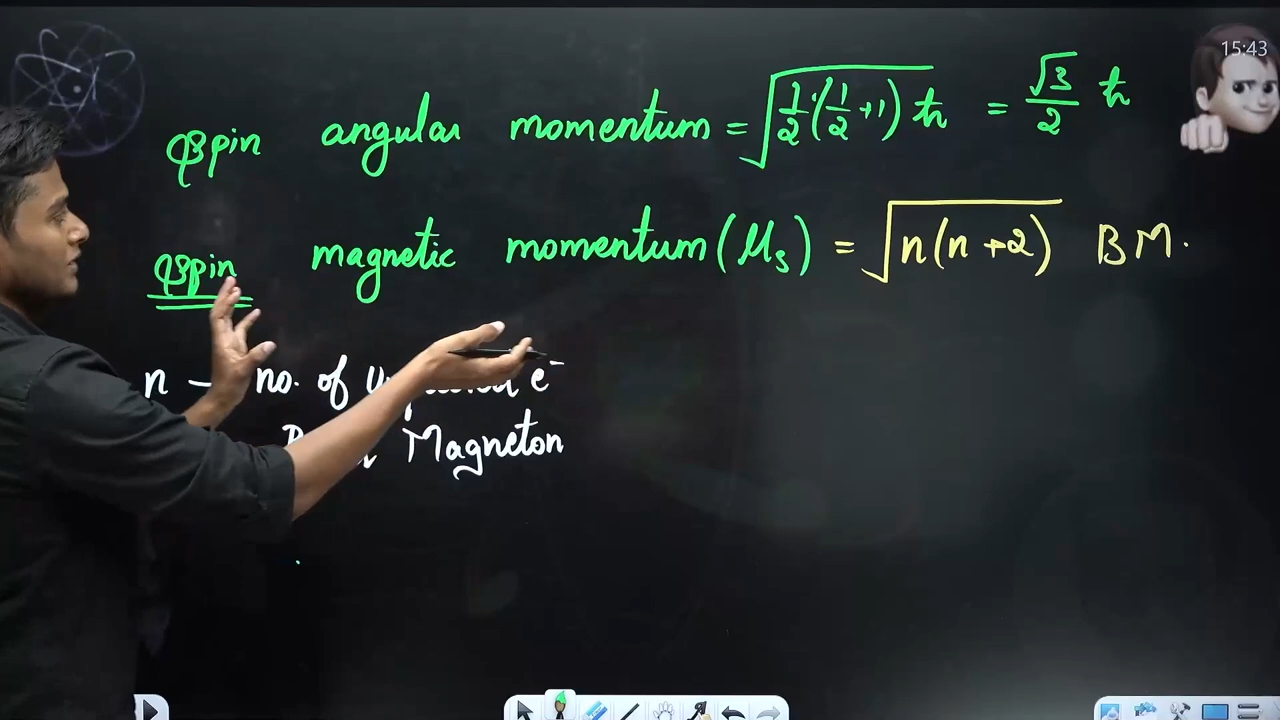 15:43
Spin angular momentum = √(1/2(1/2+1)) ħ = √3/2 ħ
Spin magnetic momentum (μs) = √(n(n+2)) BM.
n – no. of e⁻
Magneton